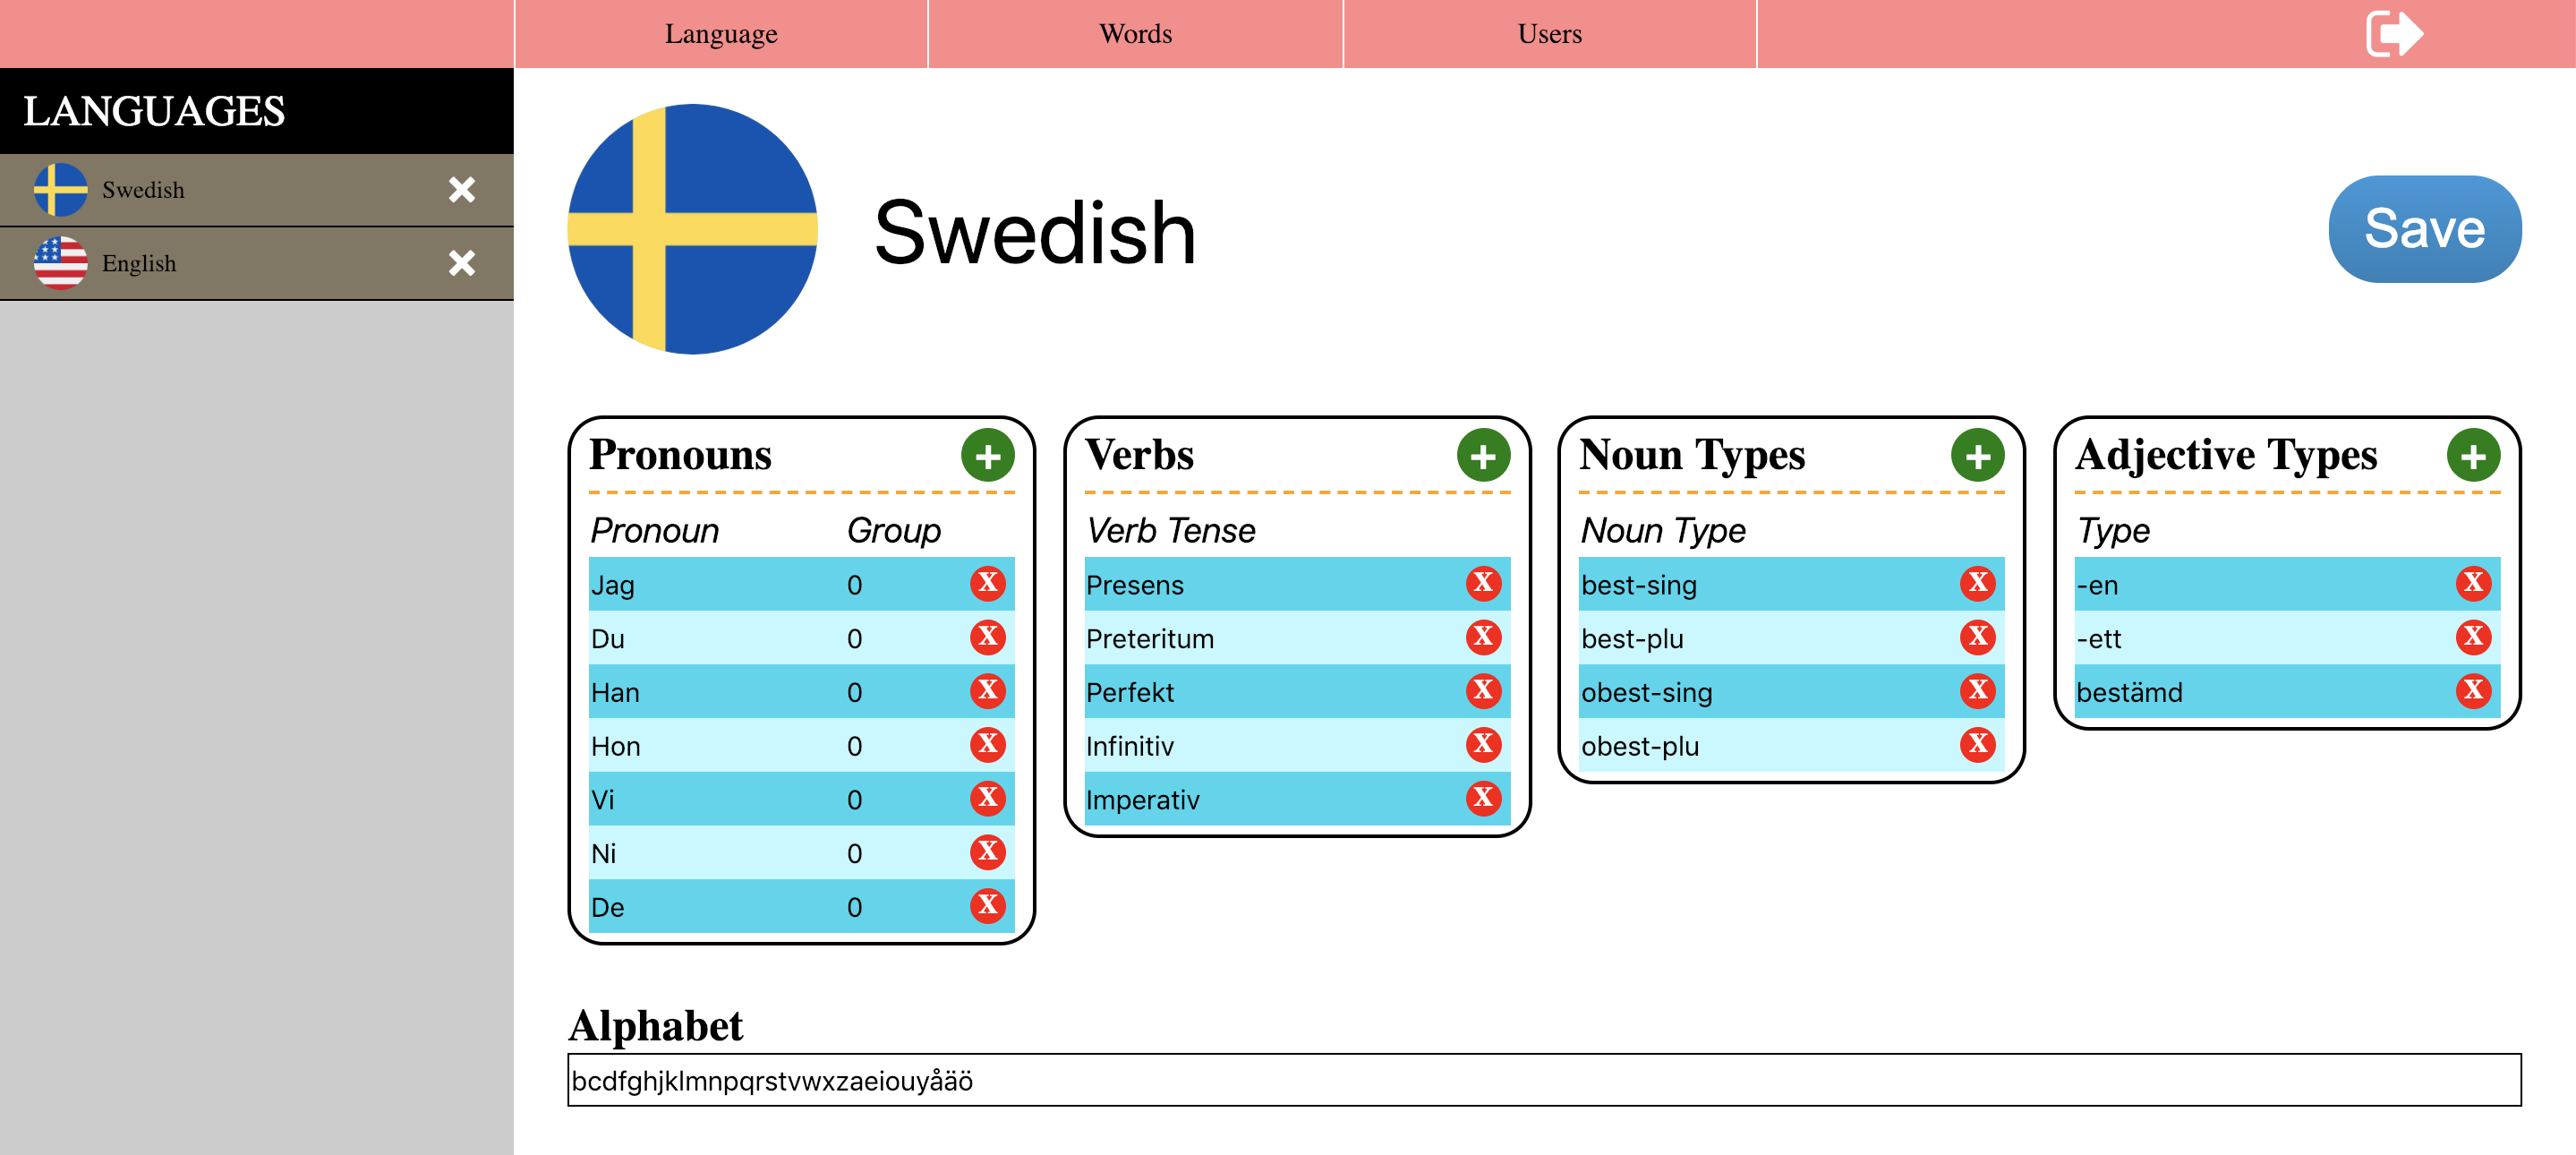 Language Words Users
LANGUAGES
Swedish
English
Swedish
Save
Pronouns +
Pronoun Group
Jag 0 X
Du 0 X
Han 0 X
Hon 0 X
Vi 0 X
Ni 0 X
De 0 X
Verbs +
Verb Tense
Presens X
Preteritum X
Perfekt X
Infinitiv X
Imperativ X
Noun Types +
Noun Type
best-sing X
best-plu X
obest-sing X
obest-plu X
Adjective Types +
Type
-en X
-ett X
bestämd X
Alphabet
bcdfghjklmnpqrstvwxzaeiouyåäö